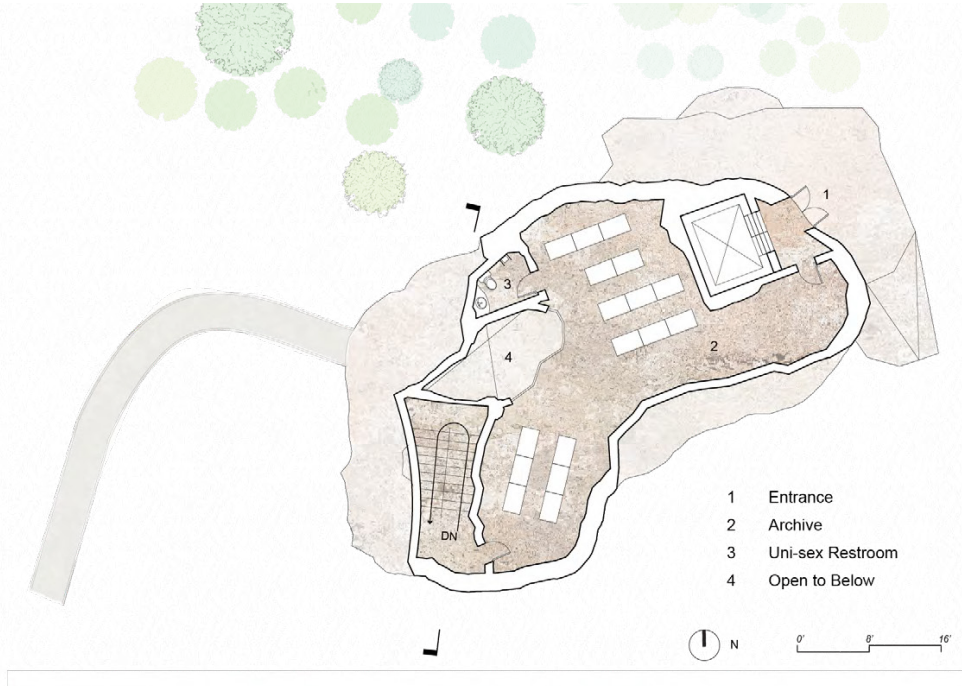 1
3
2
4
DN
1 Entrance
2 Archive
3 Uni-sex Restroom
4 Open to Below
N
0' 8' 16'